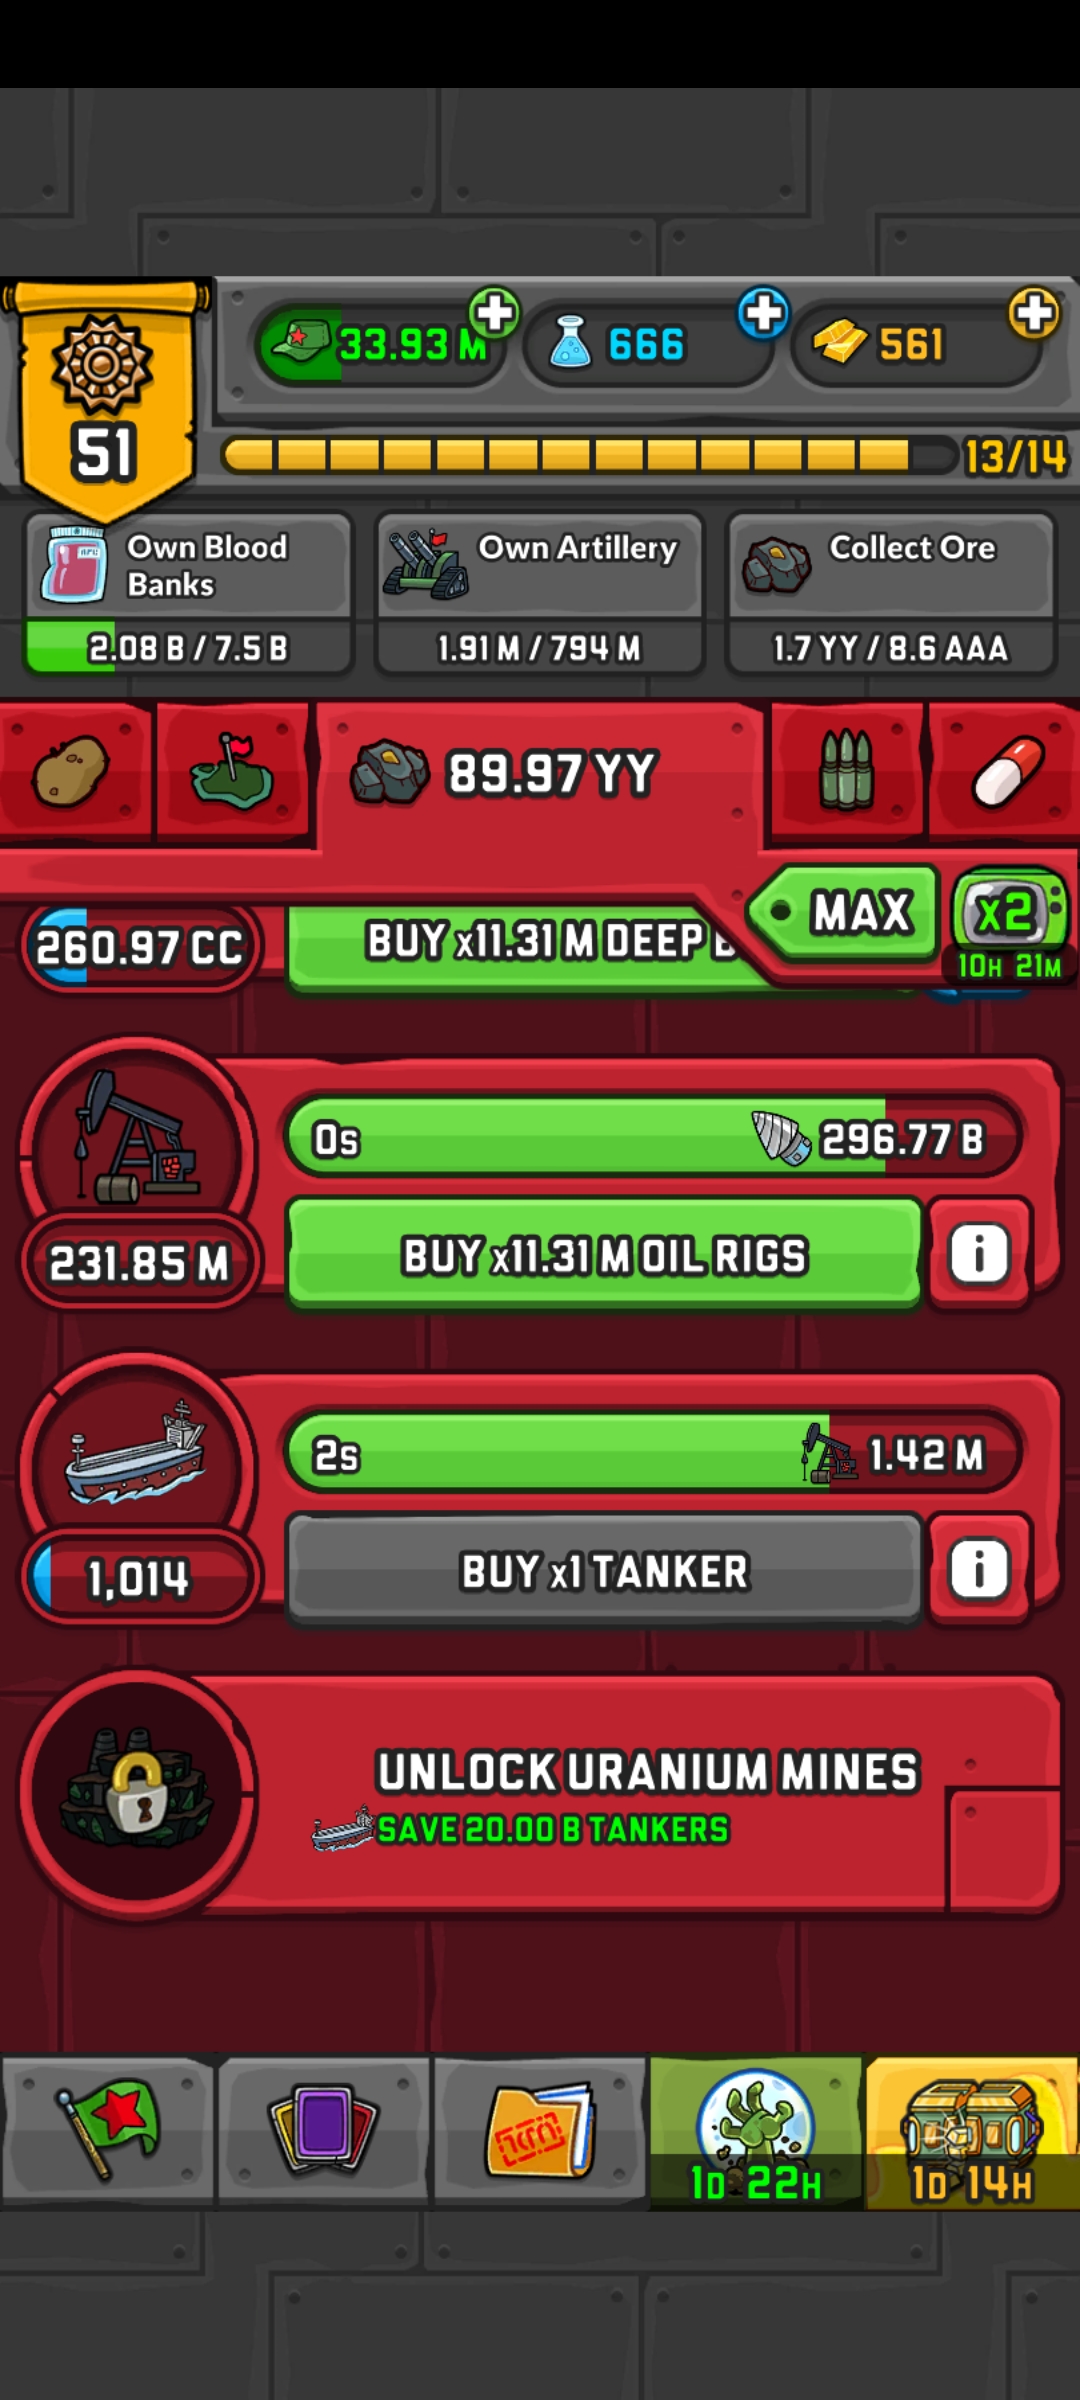 33.93 M
666
561
51
13/14
Own Blood
Banks
2.08 B / 7.5 B
Own Artillery
1.91 M / 794 M
Collect Ore
1.7 YY / 8.6 AAA
89.97 YY
MAX
x2
10H 21M
260.97 CC
BUY x11.31 M DEEP B
0s
296.77 B
231.85 M
BUY x11.31 M OIL RIGS
i
2s
1.42 M
1,014
BUY x1 TANKER
i
UNLOCK URANIUM MINES
SAVE 20.00 B TANKERS
1D 22H
1D 14H